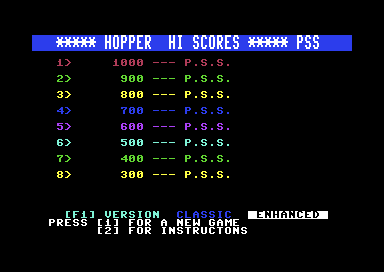 ***** HOPPER HI SCORES ***** PSS
1> 1000 --- P.S.S.
2> 900 --- P.S.S.
3> 800 --- P.S.S.
4> 700 --- P.S.S.
5> 600 --- P.S.S.
6> 500 --- P.S.S.
7> 400 --- P.S.S.
8> 300 --- P.S.S.
[F1] VERSION CLASSIC ENHANCED
PRESS [1] FOR A NEW GAME
[2] FOR INSTRUCTONS